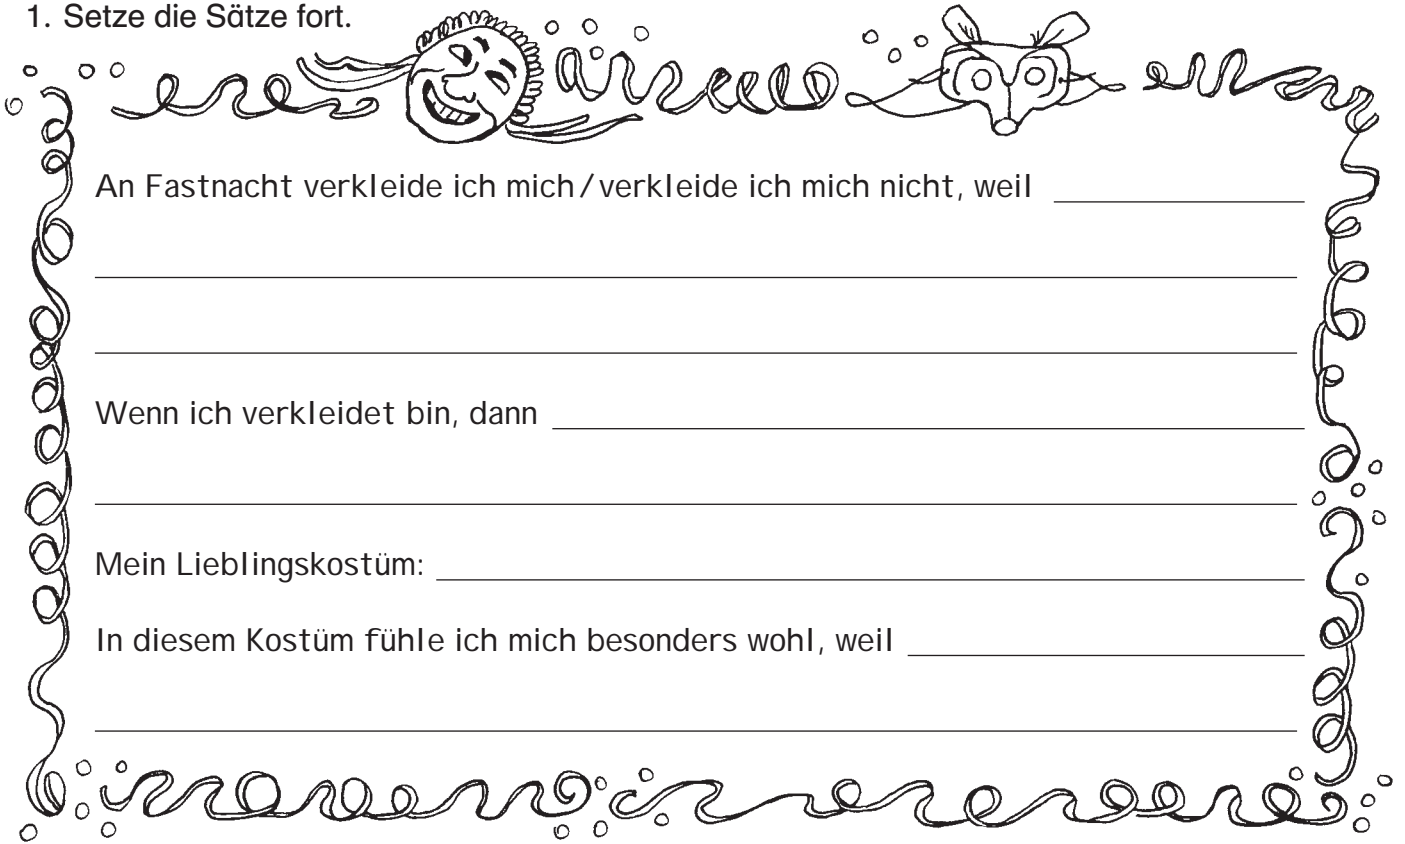 1. Setze die Sätze fort.
An Fastnacht verkleide ich mich/verkleide ich mich nicht, weil
Wenn ich verkleidet bin, dann
Mein Lieblingskostüm:
In diesem Kostüm fühle ich mich besonders wohl, weil